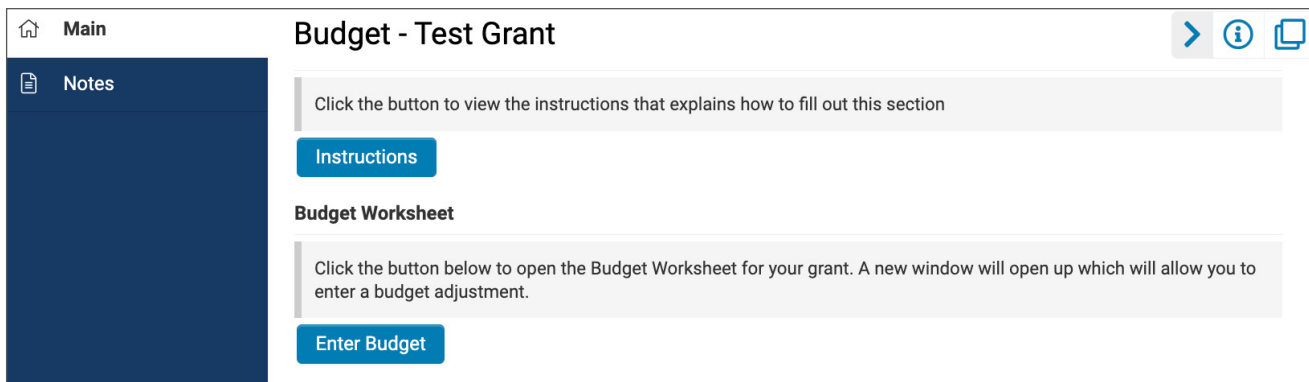 Main
Notes
Budget - Test Grant
Click the button to view the instructions that explains how to fill out this section
Instructions
Budget Worksheet
Click the button below to open the Budget Worksheet for your grant. A new window will open up which will allow you to
enter a budget adjustment.
Enter Budget